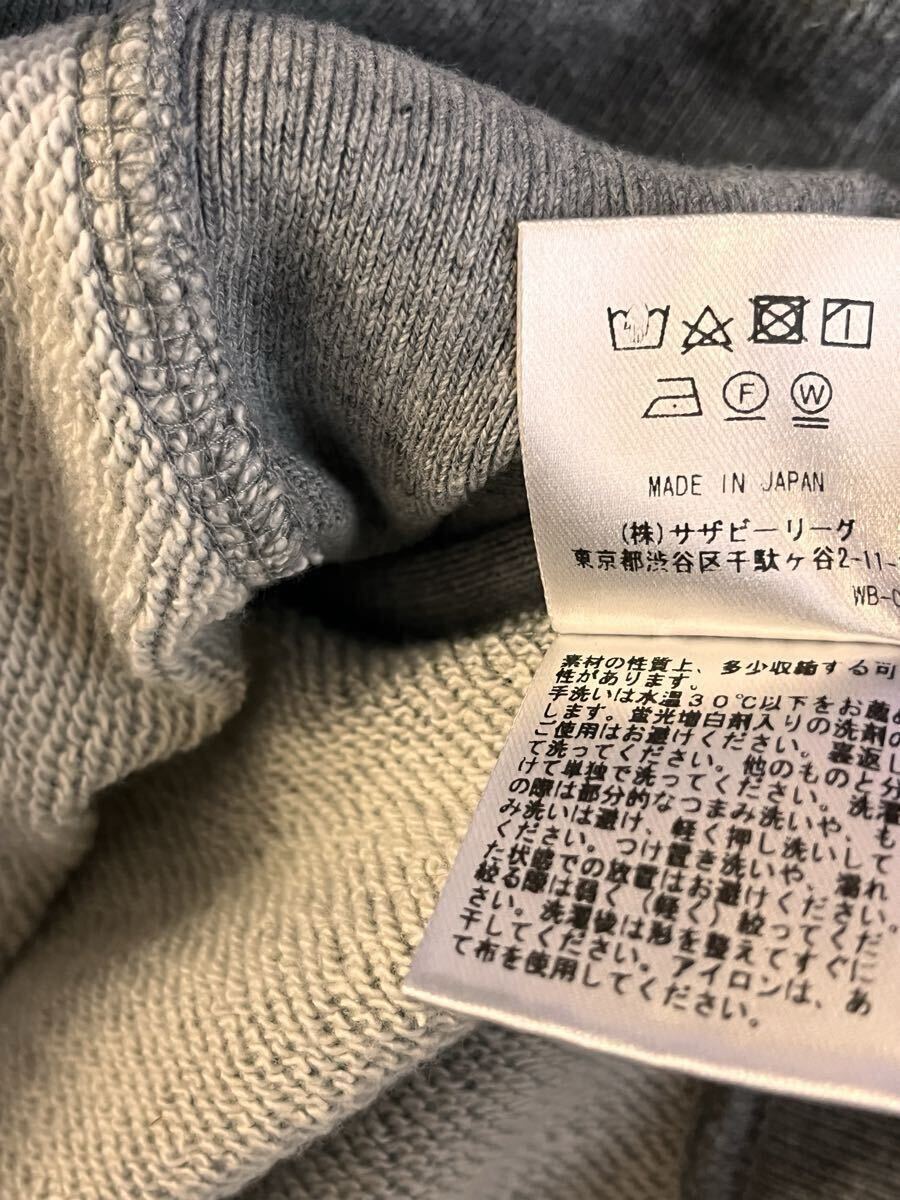 F W
MADE IN JAPAN
(株)サザビーリーグ
東京都渋谷区千駄ヶ谷2-11-
WB-
素材の性質上、多少収縮する可
性があります。
手洗いは水温30℃以下をお薦め
します。蛍光増白剤入りの洗剤の
ご使用はお避けください。裏返し
て洗ってください。他のものと分
けて単独で洗ってください。洗濯
の際は部分的なつまみ洗いや、も
み洗いは避け、軽く押し洗いして
ください。つけ置き洗いや、濡れ
た状態での放置はお避けください。
絞る際は弱く(軽く)絞ってくだ
さい。洗濯後は形を整えてすぐに
干してください。アイロンは、あ
て布を使用してください。